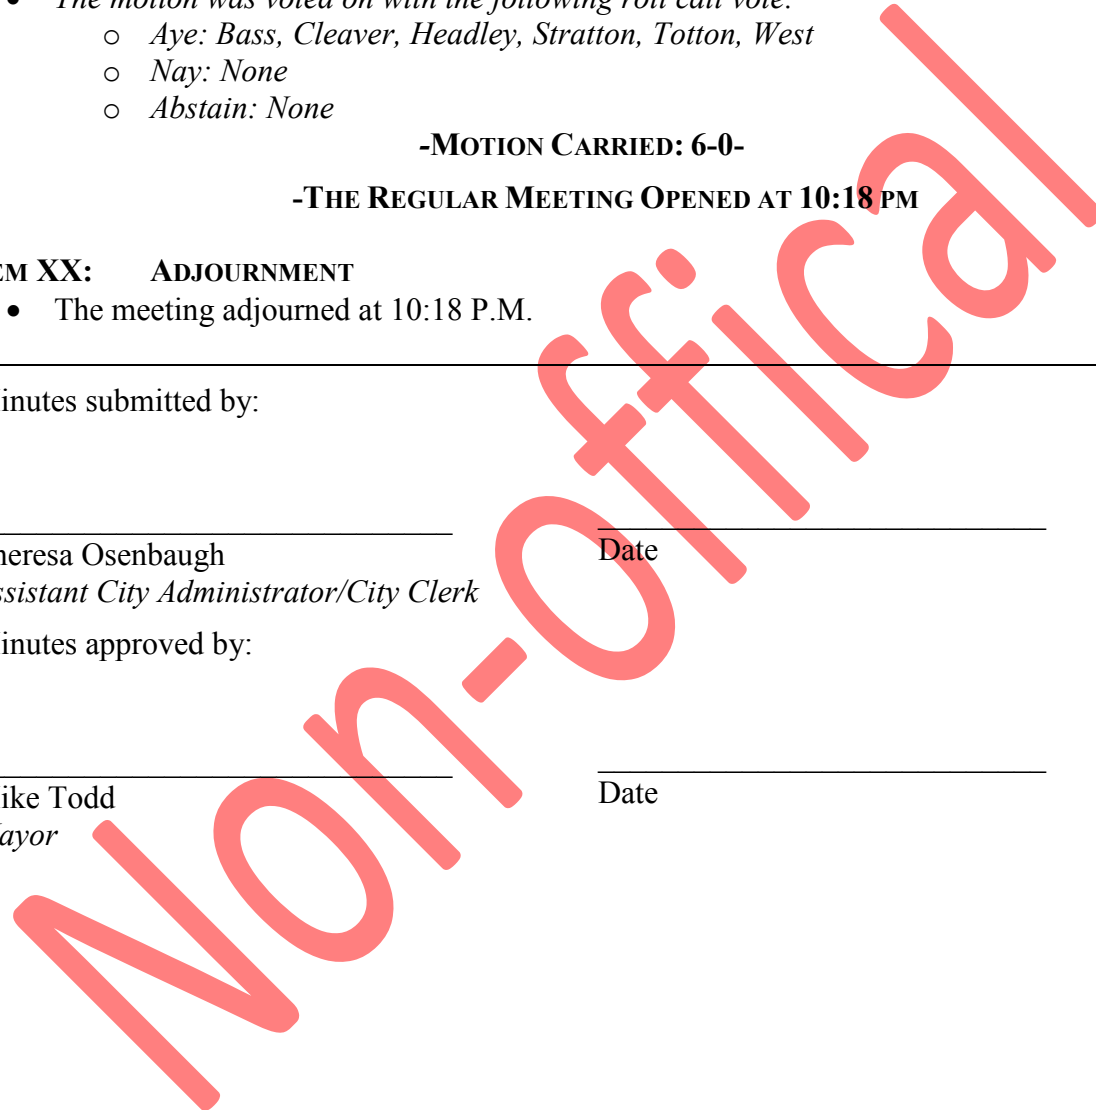 • The motion was voted on with the following roll call vote:
o Aye: Bass, Cleaver, Headley, Stratton, Totton, West
o Nay: None
o Abstain: None
-MOTION CARRIED: 6-0-
-THE REGULAR MEETING OPENED AT 10:18 PM
EM XX: ADJOURNMENT
• The meeting adjourned at 10:18 P.M.
inutes submitted by:
heresa Osenbaugh
Date
ssistant City Administrator/City Clerk
inutes approved by:
ike Todd
Date
ayor
Non-offical